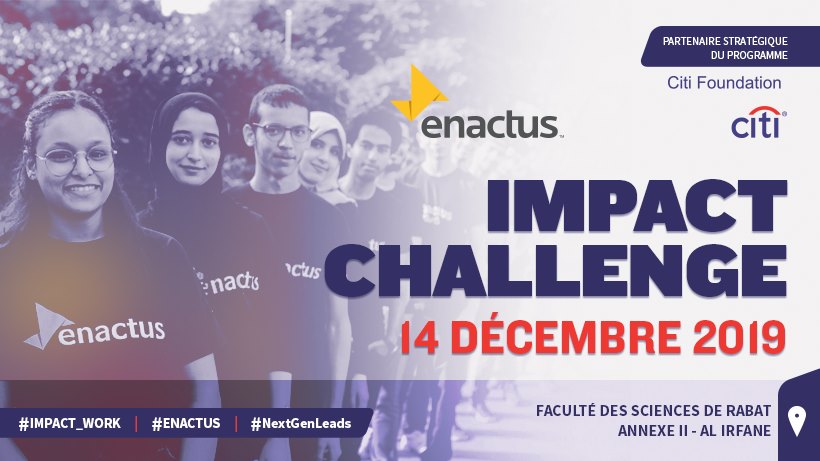 PARTENAIRE STRATÉGIQUE
DU PROGRAMME
Citi Foundation
citi®
enactus™
IMPACT
CHALLENGE
14 DÉCEMBRE 2019
enactus
enactus
FACULTÉ DES SCIENCES DE RABAT
ANNEXE II - AL IRFANE
#IMPACT_WORK | #ENACTUS | #NextGenLeads